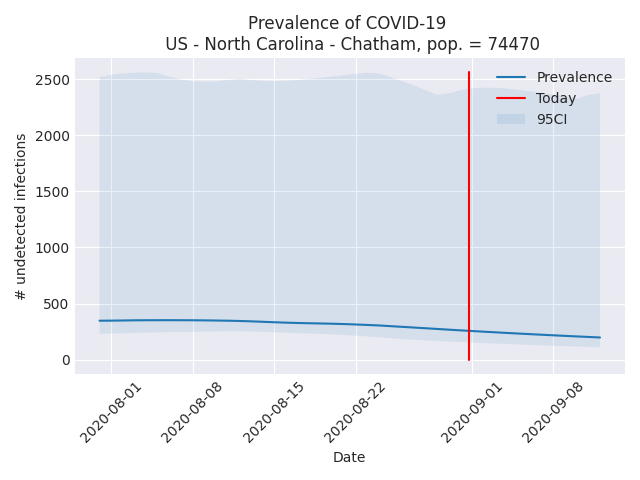 Prevalence of COVID-19
US - North Carolina - Chatham, pop. = 74470
Prevalence
Today
95CI
# undetected infections
2500
2000
1500
1000
500
0
2020-08-01
2020-08-08
2020-08-15
2020-08-22
2020-09-01
2020-09-08
Date